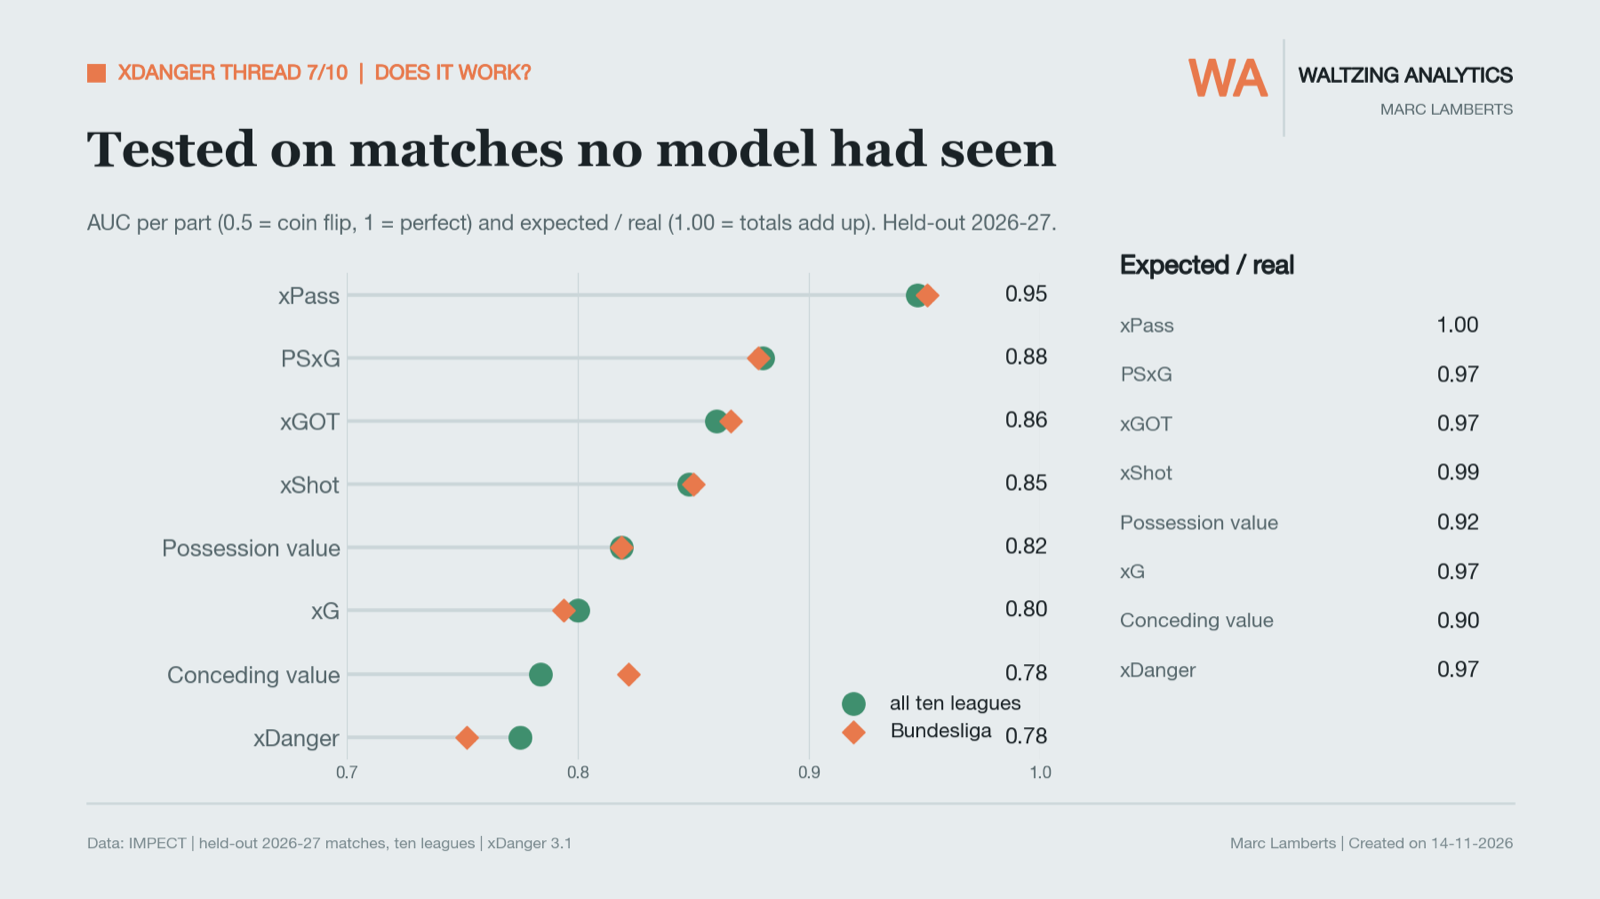 XDANGER THREAD 7/10 | DOES IT WORK?
WA
WALTZING ANALYTICS
MARC LAMBERTS
Tested on matches no model had seen
AUC per part (0.5 = coin flip, 1 = perfect) and expected / real (1.00 = totals add up). Held-out 2026-27.
xPass 0.95
PSxG 0.88
xGOT 0.86
xShot 0.85
Possession value 0.82
xG 0.80
Conceding value 0.78
all ten leagues
Bundesliga
xDanger 0.78
0.7 0.8 0.9 1.0
Expected / real
xPass 1.00
PSxG 0.97
xGOT 0.97
xShot 0.99
Possession value 0.92
xG 0.97
Conceding value 0.90
xDanger 0.97
Data: IMPECT | held-out 2026-27 matches, ten leagues | xDanger 3.1
Marc Lamberts | Created on 14-11-2026